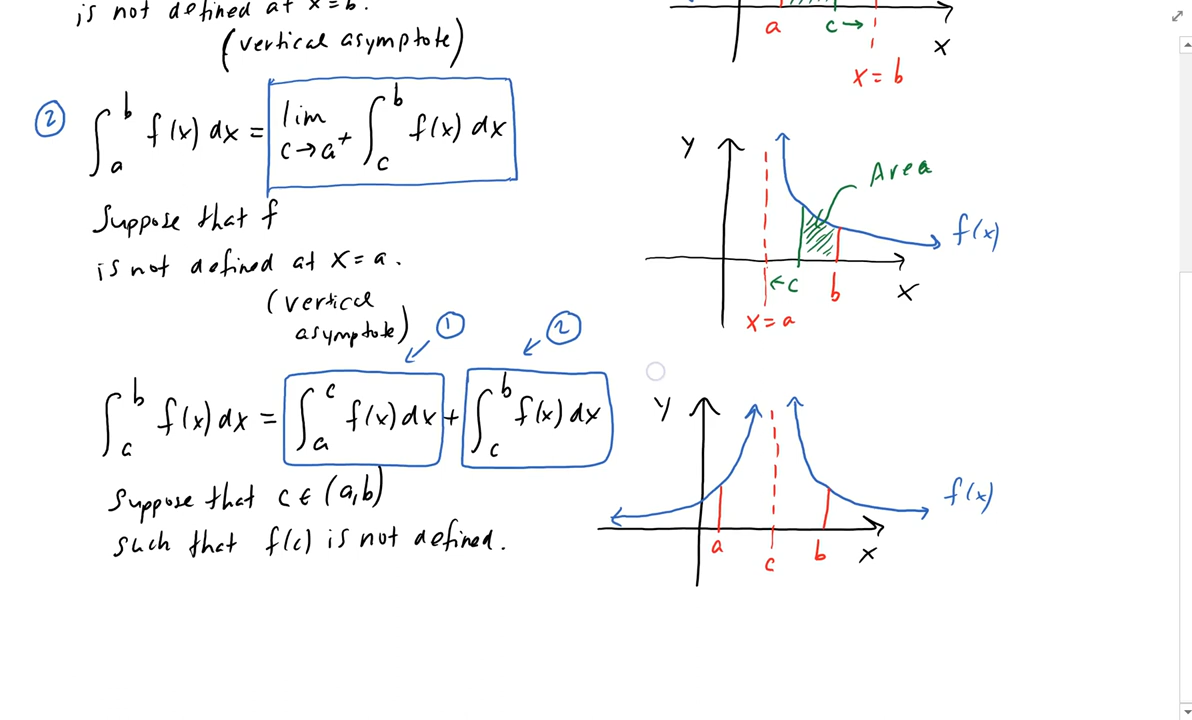 is not defined at x = b.
(vertical asymptote)
a c→ x
x = b
② ∫_a^b f(x) dx = lim_{c→a⁺} ∫_c^b f(x) dx
Suppose that f
is not defined at x = a.
(vertical
asymptote)
y Area
f(x)
←c b x
x = a
① ②
∫_a^b f(x) dx = ∫_a^c f(x) dx + ∫_c^b f(x) dx
Suppose that c ∈ (a,b)
such that f(c) is not defined.
y
f(x)
a c b x